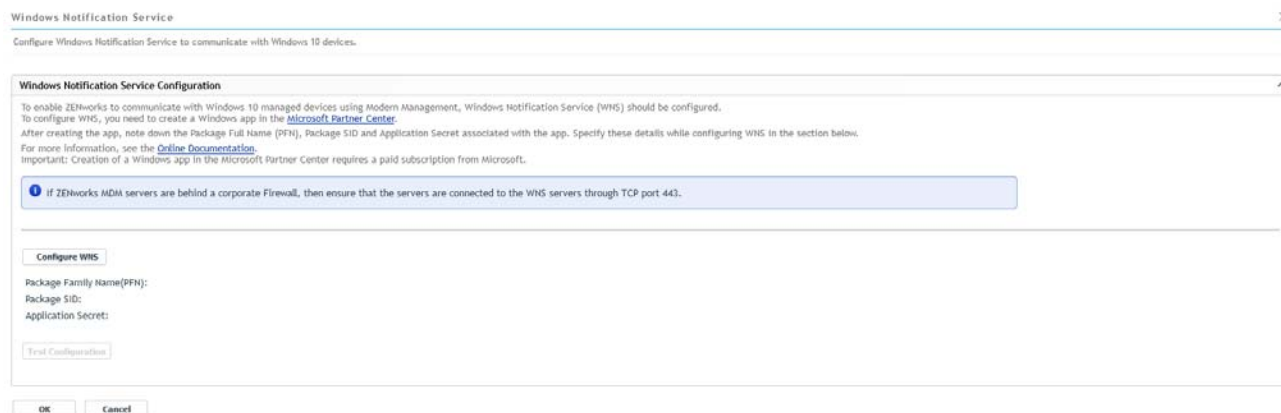 Windows Notification Service
Configure Windows Notification Service to communicate with Windows 10 devices.
Windows Notification Service Configuration
To enable ZENworks to communicate with Windows 10 managed devices using Modern Management, Windows Notification Service (WNS) should be configured.
To configure WNS, you need to create a Windows app in the Microsoft Partner Center.
After creating the app, note down the Package Full Name (PFN), Package SID and Application Secret associated with the app. Specify these details while configuring WNS in the section below.
For more information, see the Online Documentation.
Important: Creation of a Windows app in the Microsoft Partner Center requires a paid subscription from Microsoft.
If ZENworks MDM servers are behind a corporate Firewall, then ensure that the servers are connected to the WNS servers through TCP port 443.
Configure WNS
Package Family Name(PFN):
Package SID:
Application Secret:
Test Configuration
OK Cancel